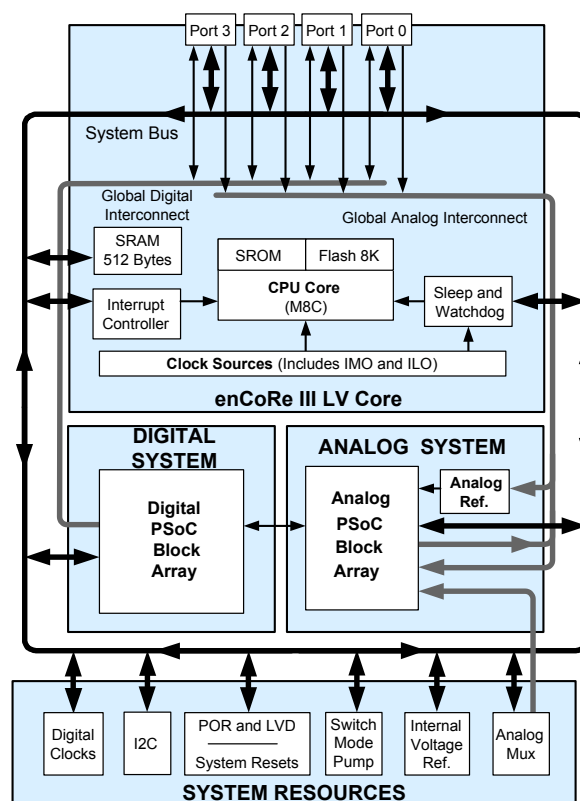 Port 3 Port 2 Port 1 Port 0
System Bus
Global Digital
Interconnect
Global Analog Interconnect
SRAM
512 Bytes
SROM Flash 8K
CPU Core
(M8C)
Interrupt
Controller
Sleep and
Watchdog
Clock Sources (Includes IMO and ILO)
enCoRe III LV Core
DIGITAL
SYSTEM
Digital
PSoC
Block
Array
ANALOG SYSTEM
Analog
PSoC
Block
Array
Analog
Ref.
Digital
Clocks
I2C
POR and LVD
System Resets
Switch
Mode
Pump
Internal
Voltage
Ref.
Analog
Mux
SYSTEM RESOURCES